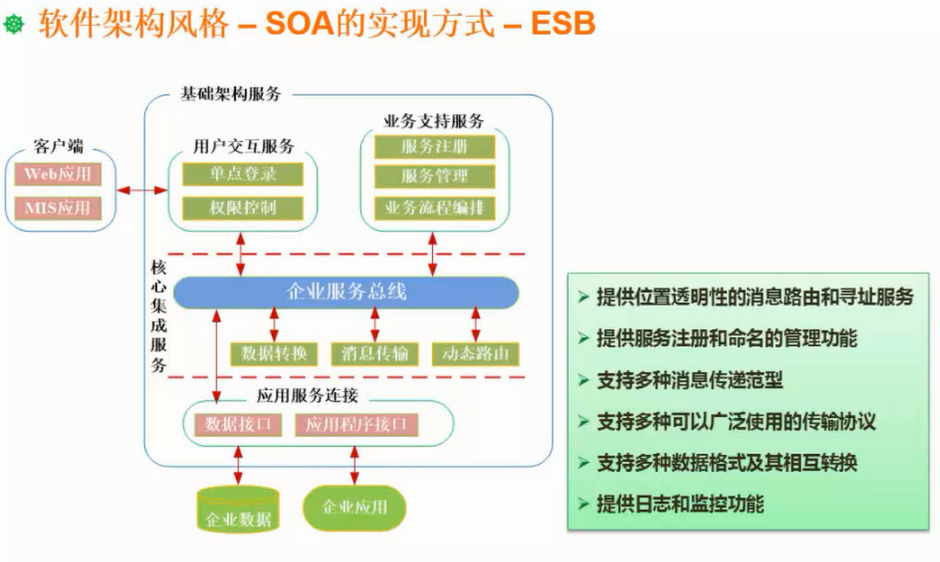 软件架构风格 – SOA的实现方式 – ESB
基础架构服务
客户端
Web应用
MIS应用
用户交互服务
单点登录
权限控制
业务支持服务
服务注册
服务管理
业务流程编排
核心集成服务
企业服务总线
数据转换
消息传输
动态路由
应用服务连接
数据接口
应用程序接口
企业数据
企业应用
提供位置透明性的消息路由和寻址服务
提供服务注册和命名的管理功能
支持多种消息传递范型
支持多种可以广泛使用的传输协议
支持多种数据格式及其相互转换
提供日志和监控功能